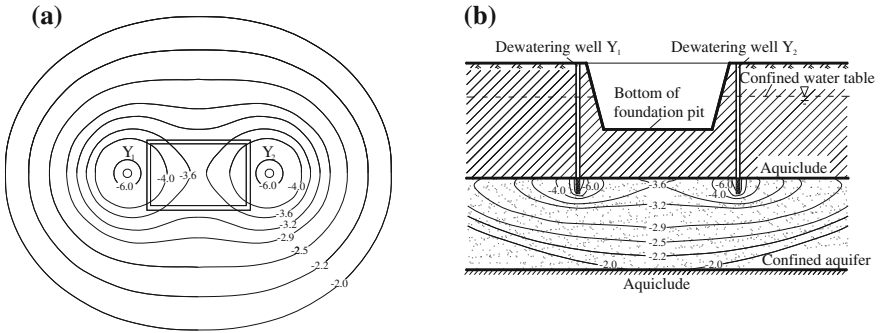 (a)
Y₁
Y₂
-6.0
-4.0
-3.6
-6.0
-4.0
-3.6
-3.2
-2.9
-2.5
-2.2
-2.0
(b)
Dewatering well Y₁
Dewatering well Y₂
Confined water table
Bottom of
foundation pit
Aquiclude
-4.0
-6.0
-3.6
-6.0
-4.0
-3.2
-2.9
-2.5
-2.2
-2.0
-2.0
Confined aquifer
Aquiclude